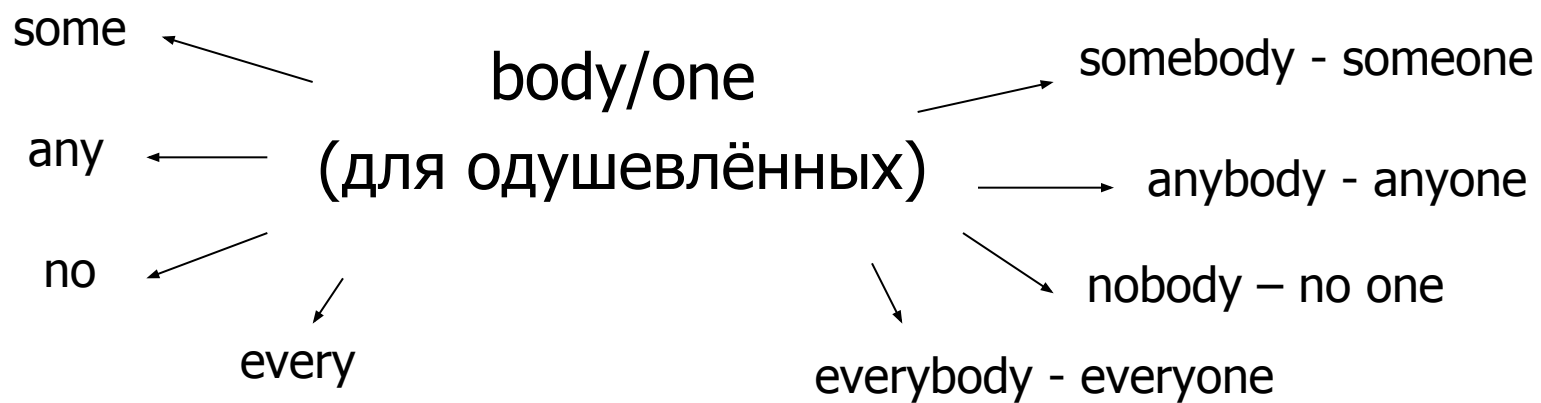 some
body/one
(для одушевлённых)
somebody - someone
any
anybody - anyone
no
nobody – no one
every
everybody - everyone